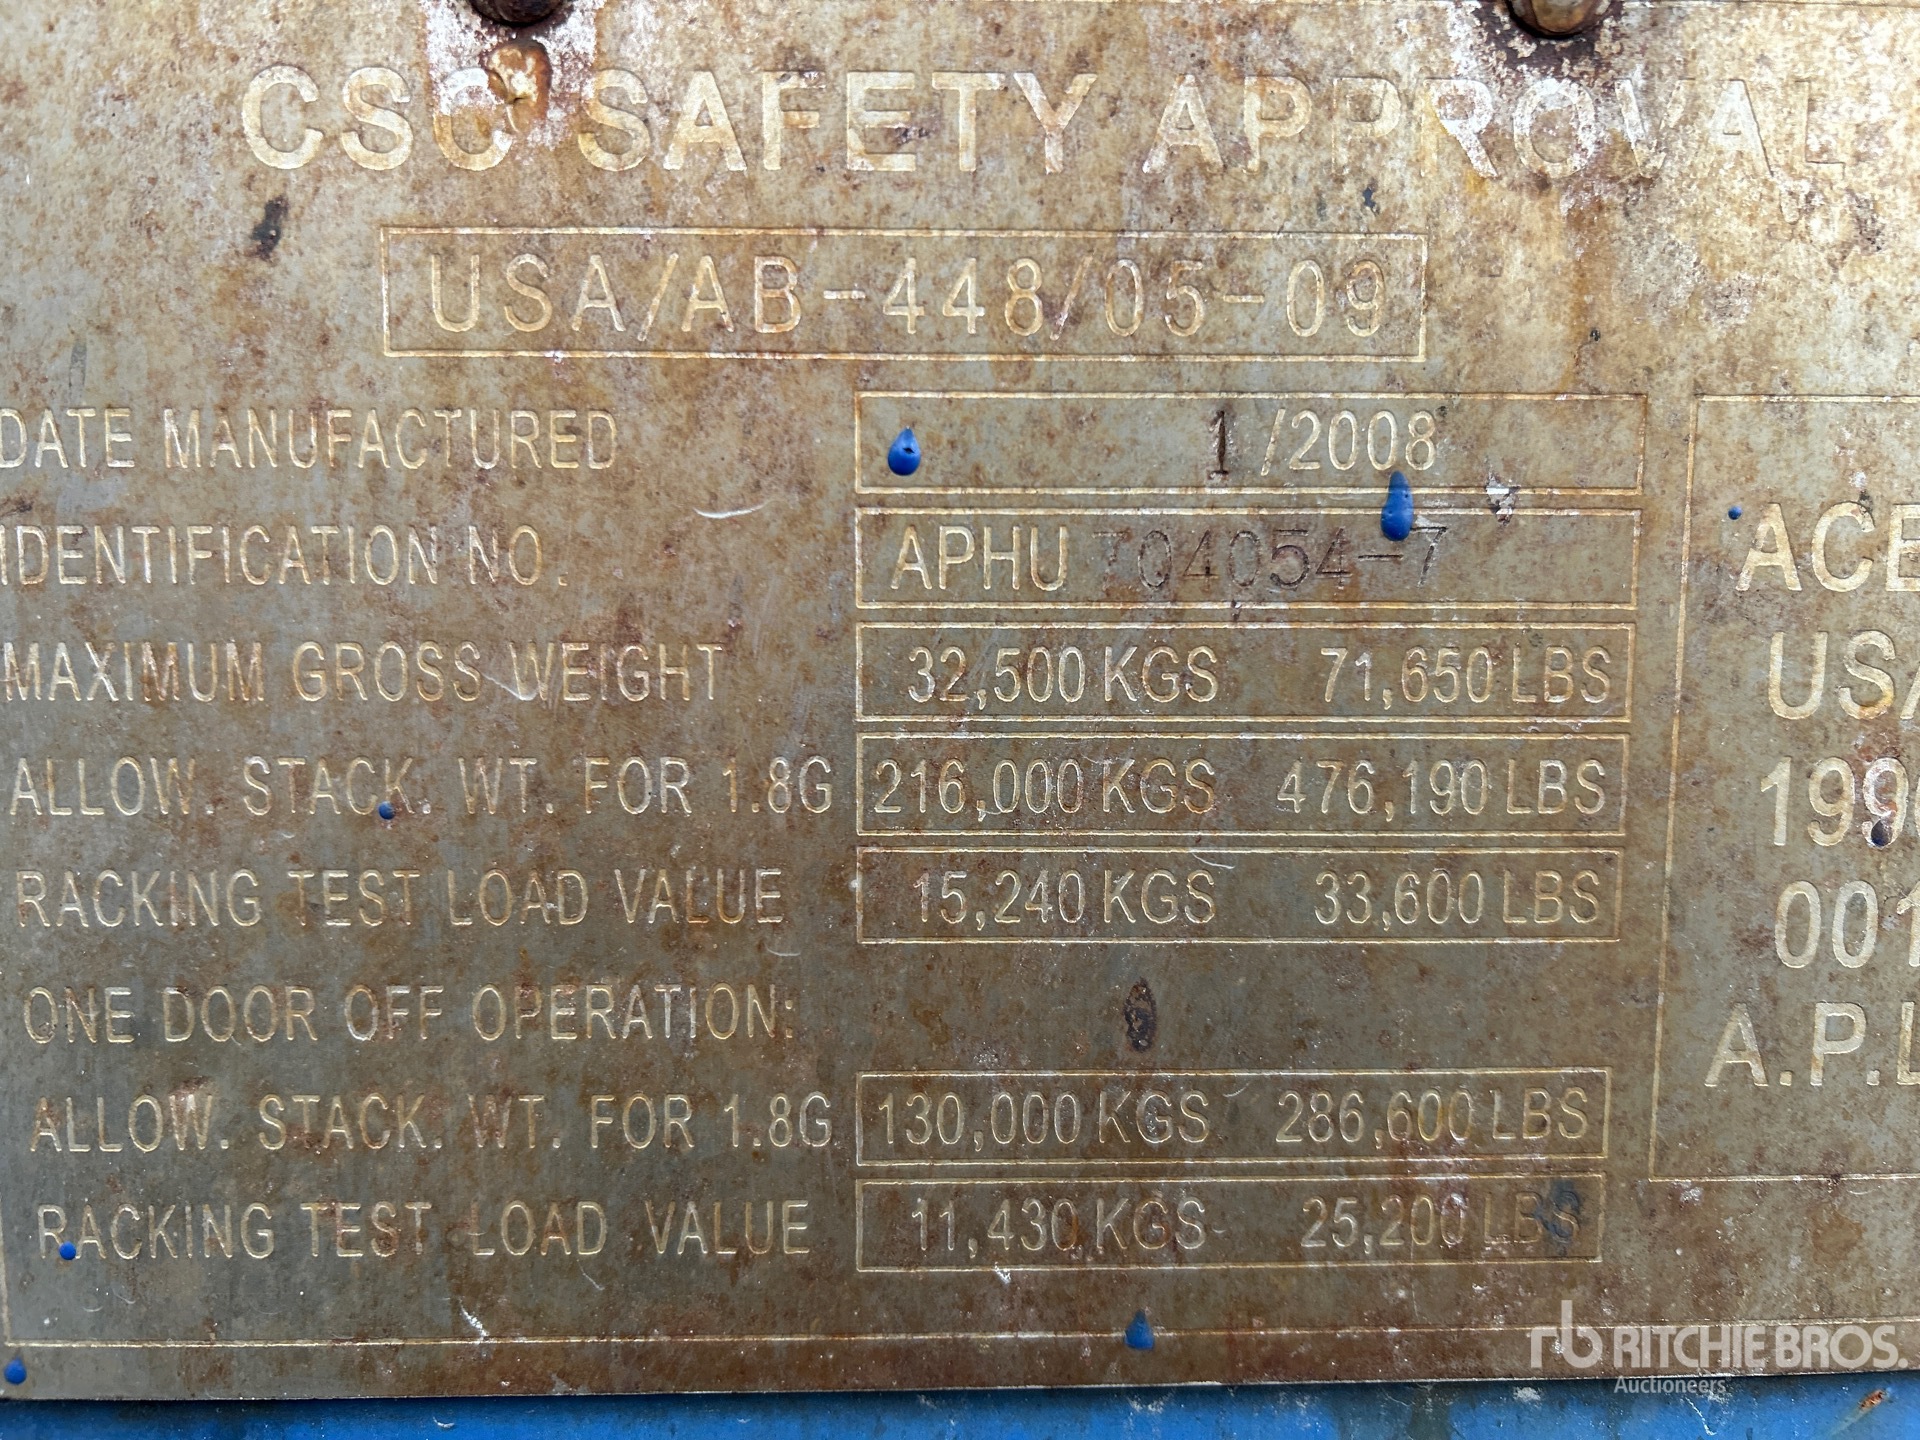 CSC SAFETY APPROVAL
USA/AB-448/05-09
DATE MANUFACTURED 1/2008
IDENTIFICATION NO. APHU 704054-7
MAXIMUM GROSS WEIGHT 32,500 KGS 71,650 LBS
ALLOW. STACK. WT. FOR 1.8G 216,000 KGS 476,190 LBS
RACKING TEST LOAD VALUE 15,240 KGS 33,600 LBS
ONE DOOR OFF OPERATION:
ALLOW. STACK. WT. FOR 1.8G 130,000 KGS 286,600 LBS
RACKING TEST LOAD VALUE 11,430 KGS 25,200 LBS
ACE
USA
199
001
A.P.L
rb RITCHIE BROS.
Auctioneers